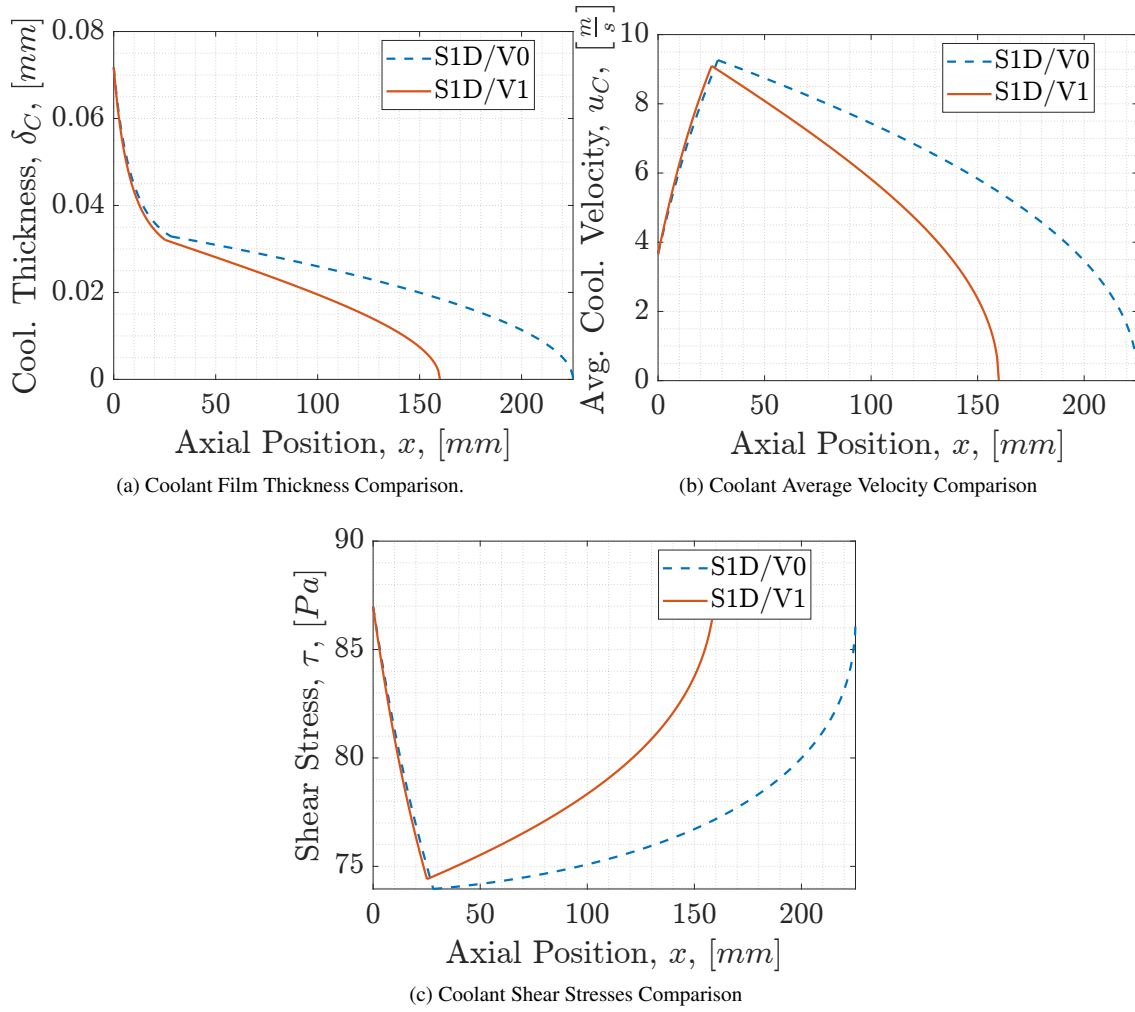 0.08
0.06
0.04
0.02
0
Cool. Thickness, δ_C, [mm]
S1D/V0
S1D/V1
0 50 100 150 200
Axial Position, x, [mm]
(a) Coolant Film Thickness Comparison.
10
8
6
4
2
0
Avg. Cool. Velocity, u_C, [m/s]
S1D/V0
S1D/V1
0 50 100 150 200
Axial Position, x, [mm]
(b) Coolant Average Velocity Comparison
90
85
80
75
Shear Stress, τ, [Pa]
S1D/V0
S1D/V1
0 50 100 150 200
Axial Position, x, [mm]
(c) Coolant Shear Stresses Comparison